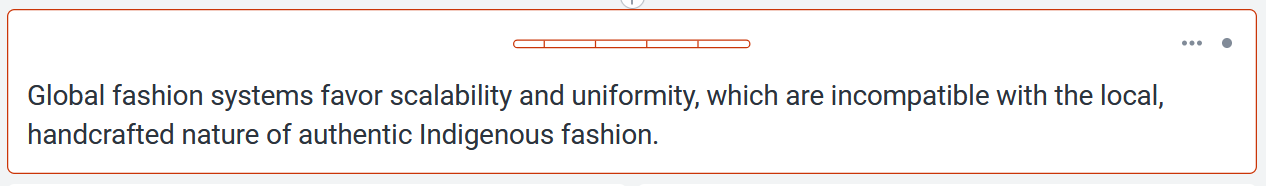 Global fashion systems favor scalability and uniformity, which are incompatible with the local,
handcrafted nature of authentic Indigenous fashion.